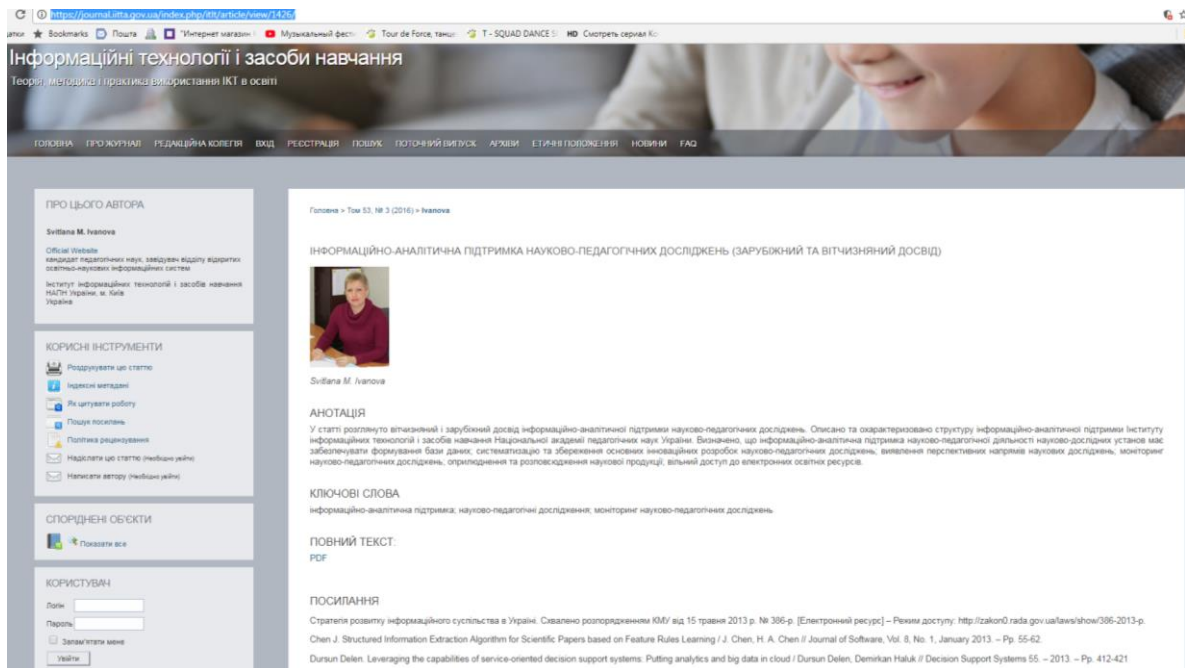 https://journal.iitta.gov.ua/index.php/itlt/article/view/1426/
Bookmarks Пошта "Интернет магазин Музыкальный фест Tour de Force, танце T - SQUAD DANCE S HD Смотреть сериал Ко
Інформаційні технології і засоби навчання
Теорія, методика і практика використання ІКТ в освіті
ГОЛОВНА ПРО ЖУРНАЛ РЕДАКЦІЙНА КОЛЕГІЯ ВХІД РЕЄСТРАЦІЯ ПОШУК ПОТОЧНИЙ ВИПУСК АРХІВИ ЕТИЧНІ ПОЛОЖЕННЯ НОВИНИ FAQ
ПРО ЦЬОГО АВТОРА
Svitlana M. Ivanova
Official Website
кандидат педагогічних наук, завідувач відділу відкритих
освітньо-наукових інформаційних систем
Інститут інформаційних технологій і засобів навчання
НАПН України, м. Київ
Україна
КОРИСНІ ІНСТРУМЕНТИ
Роздрукувати цю статтю
Індексні метадані
Як цитувати роботу
Пошук посилань
Політика рецензування
Надіслати цю статтю (Необхідно увійти)
Написати автору (Необхідно увійти)
СПОРІДНЕНІ ОБ'ЄКТИ
Показати все
КОРИСТУВАЧ
Логін
Пароль
Запам'ятати мене
Увійти
Головна > Том 53, № 3 (2016) > Ivanova
ІНФОРМАЦІЙНО-АНАЛІТИЧНА ПІДТРИМКА НАУКОВО-ПЕДАГОГІЧНИХ ДОСЛІДЖЕНЬ (ЗАРУБІЖНИЙ ТА ВІТЧИЗНЯНИЙ ДОСВІД)
Svitlana M. Ivanova
АНОТАЦІЯ
У статті розглянуто вітчизняний і зарубіжний досвід інформаційно-аналітичної підтримки науково-педагогічних досліджень. Описано та охарактеризовано структуру інформаційно-аналітичної підтримки Інституту
інформаційних технологій і засобів навчання Національної академії педагогічних наук України. Визначено, що інформаційно-аналітична підтримка науково-педагогічної діяльності науково-дослідних установ має
забезпечувати формування бази даних; систематизацію та збереження основних інноваційних розробок науково-педагогічних досліджень; виявлення перспективних напрямів наукових досліджень; моніторинг
науково-педагогічних досліджень; оприлюднення та розповсюдження наукової продукції; вільний доступ до електронних освітніх ресурсів.
КЛЮЧОВІ СЛОВА
інформаційно-аналітична підтримка; науково-педагогічні дослідження; моніторинг науково-педагогічних досліджень
ПОВНИЙ ТЕКСТ:
PDF
ПОСИЛАННЯ
Стратегія розвитку інформаційного суспільства в Україні. Схвалено розпорядженням КМУ від 15 травня 2013 р. № 386-р. [Електронний ресурс] – Режим доступу: http://zakon0.rada.gov.ua/laws/show/386-2013-р.
Chen J. Structured Information Extraction Algorithm for Scientific Papers based on Feature Rules Learning / J. Chen, H. A. Chen // Journal of Software, Vol. 8, No. 1, January 2013. – Pp. 55-62.
Dursun Delen. Leveraging the capabilities of service-oriented decision support systems: Putting analytics and big data in cloud / Dursun Delen, Demirkan Haluk // Decision Support Systems 55. – 2013. – Pp. 412-421